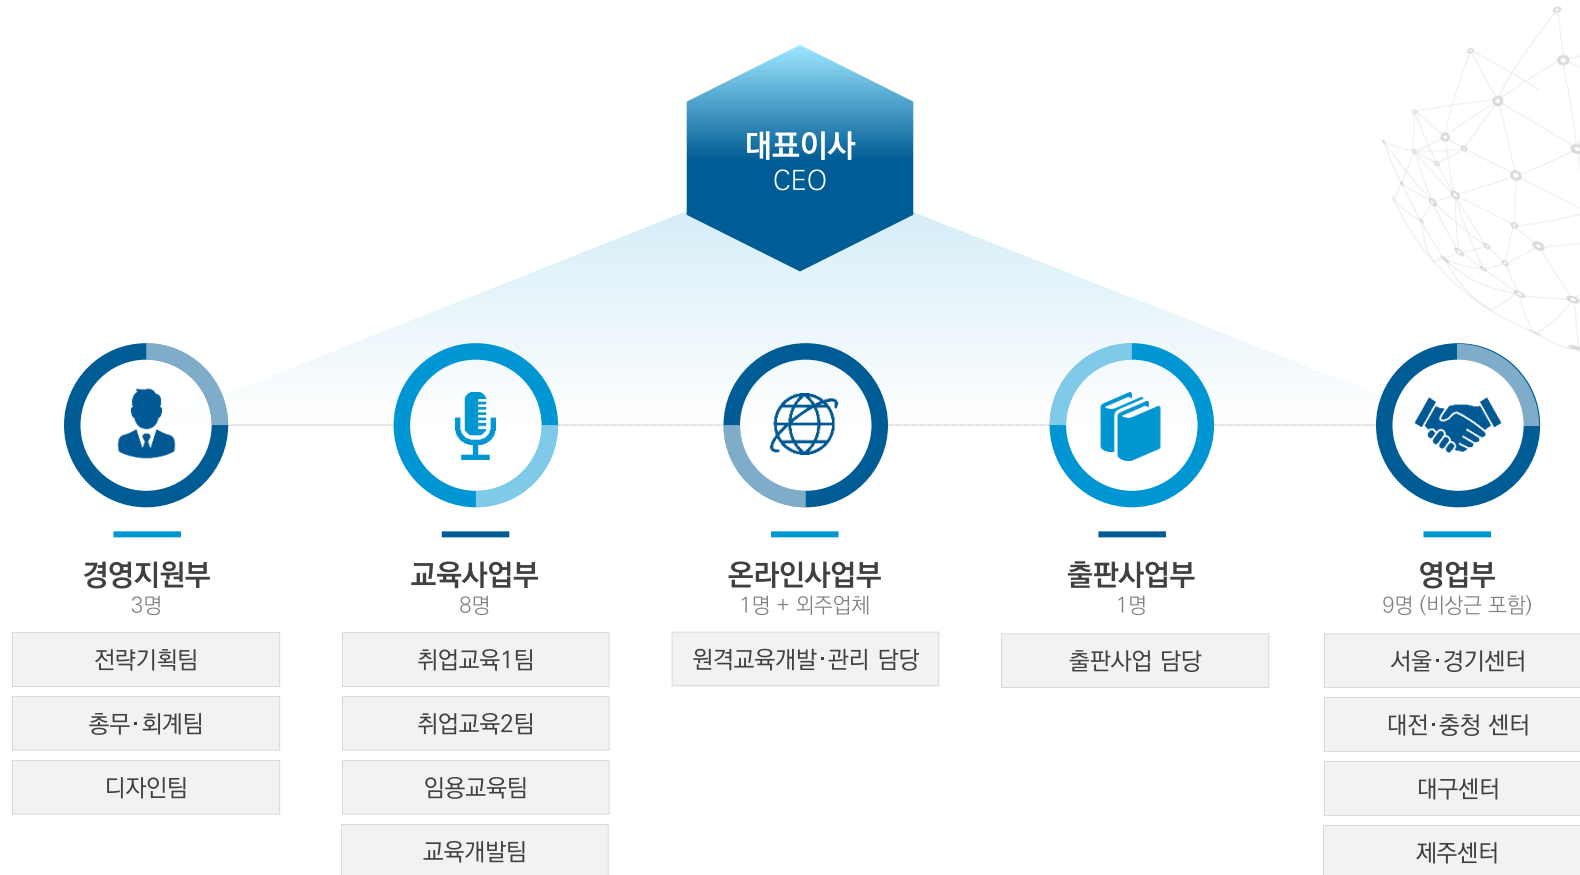 대표이사
CEO
경영지원부
3명
전략기획팀
총무·회계팀
디자인팀
교육사업부
8명
취업교육1팀
취업교육2팀
임용교육팀
교육개발팀
온라인사업부
1명 + 외주업체
원격교육개발·관리 담당
출판사업부
1명
출판사업 담당
영업부
9명 (비상근 포함)
서울·경기센터
대전·충청 센터
대구센터
제주센터